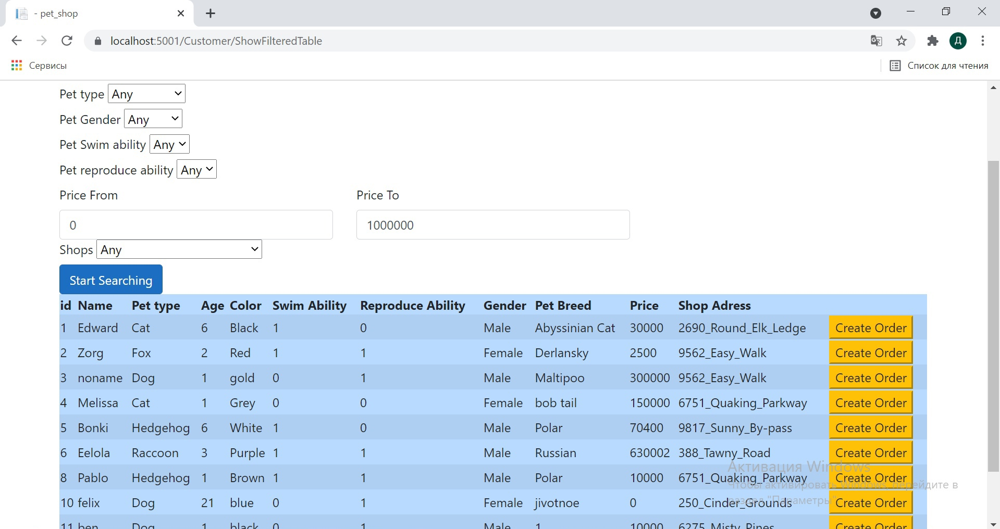 - pet_shop
localhost:5001/Customer/ShowFilteredTable
Д
Сервисы
Список для чтения
Pet type Any
Pet Gender Any
Pet Swim ability Any
Pet reproduce ability Any
Price From Price To
0 1000000
Shops Any
Start Searching
id Name Pet type Age Color Swim Ability Reproduce Ability Gender Pet Breed Price Shop Adress
1 Edward Cat 6 Black 1 0 Male Abyssinian Cat 30000 2690_Round_Elk_Ledge Create Order
2 Zorg Fox 2 Red 1 1 Female Derlansky 2500 9562_Easy_Walk Create Order
3 noname Dog 1 gold 0 1 Male Maltipoo 300000 9562_Easy_Walk Create Order
4 Melissa Cat 1 Grey 0 0 Female bob tail 150000 6751_Quaking_Parkway Create Order
5 Bonki Hedgehog 6 White 1 0 Male Polar 70400 9817_Sunny_By-pass Create Order
6 Eelola Raccoon 3 Purple 1 1 Male Russian 630002 388_Tawny_Road Create Order
Активация Windows
8 Pablo Hedgehog 1 Brown 1 1 Male Polar 10000 6751_Quaking_Parkway Create Order
Чтобы активировать Windows, перейдите в
раздел "Параметры"
10 felix Dog 21 blue 0 1 Female jivotnoe 0 250_Cinder_Grounds Create Order
11 ben Dog 1 black 0 1 Male 1 10000 6275_Misty_Pines Create Order